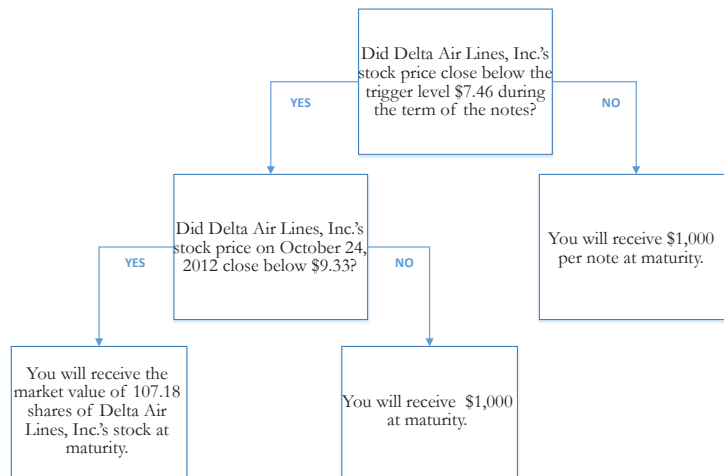 Did Delta Air Lines, Inc.'s
stock price close below the
trigger level $7.46 during
the term of the notes?
YES
NO
Did Delta Air Lines, Inc.'s
stock price on October 24,
2012 close below $9.33?
You will receive $1,000
per note at maturity.
YES
NO
You will receive the
market value of 107.18
shares of Delta Air
Lines, Inc.'s stock at
maturity.
You will receive $1,000
at maturity.